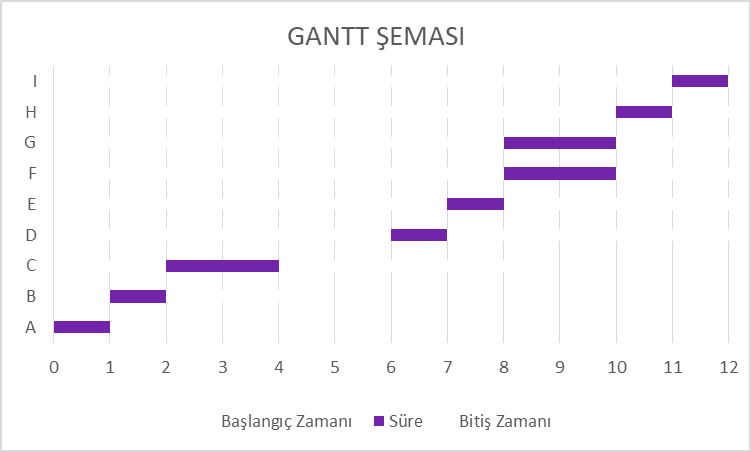 GANTT ŞEMASI
I
H
G
F
E
D
C
B
A
0 1 2 3 4 5 6 7 8 9 10 11 12
Başlangıç Zamanı Süre Bitiş Zamanı